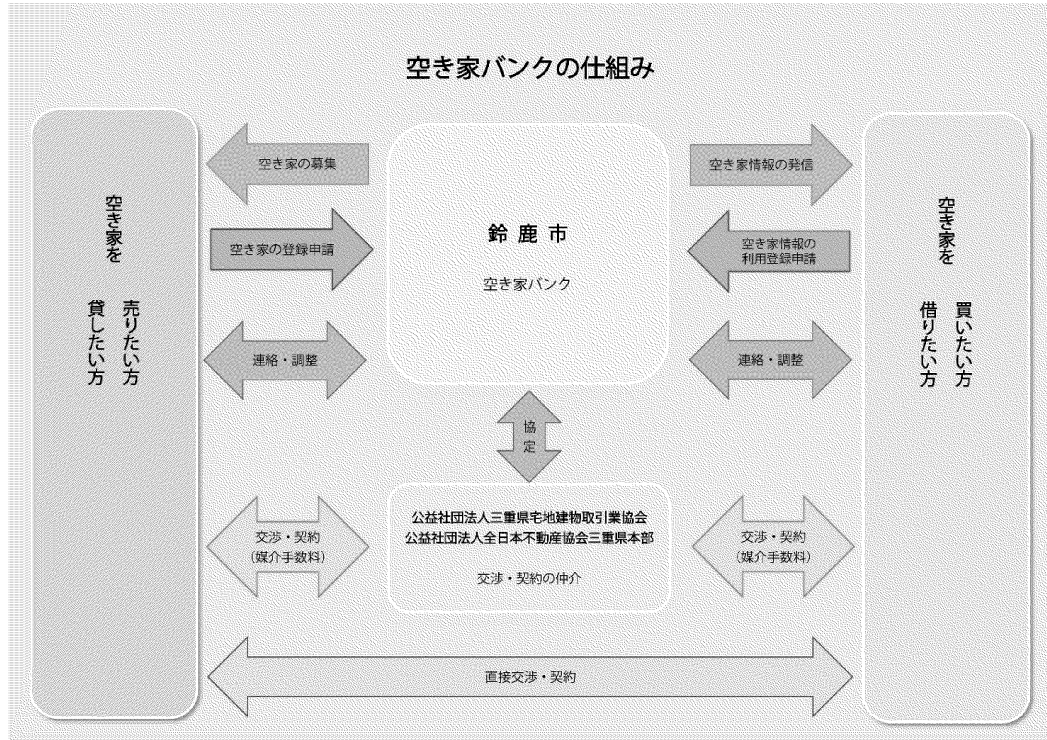 空き家バンクの仕組み
空き家を
売りたい方
貸したい方
空き家の募集
空き家の登録申請
連絡・調整
鈴鹿市
空き家バンク
空き家情報の発信
空き家情報の
利用登録申請
連絡・調整
空き家を
買いたい方
借りたい方
協
定
交渉・契約
(媒介手数料)
公益社団法人三重県宅地建物取引業協会
公益社団法人全日本不動産協会三重県本部
交渉・契約の仲介
交渉・契約
(媒介手数料)
直接交渉・契約